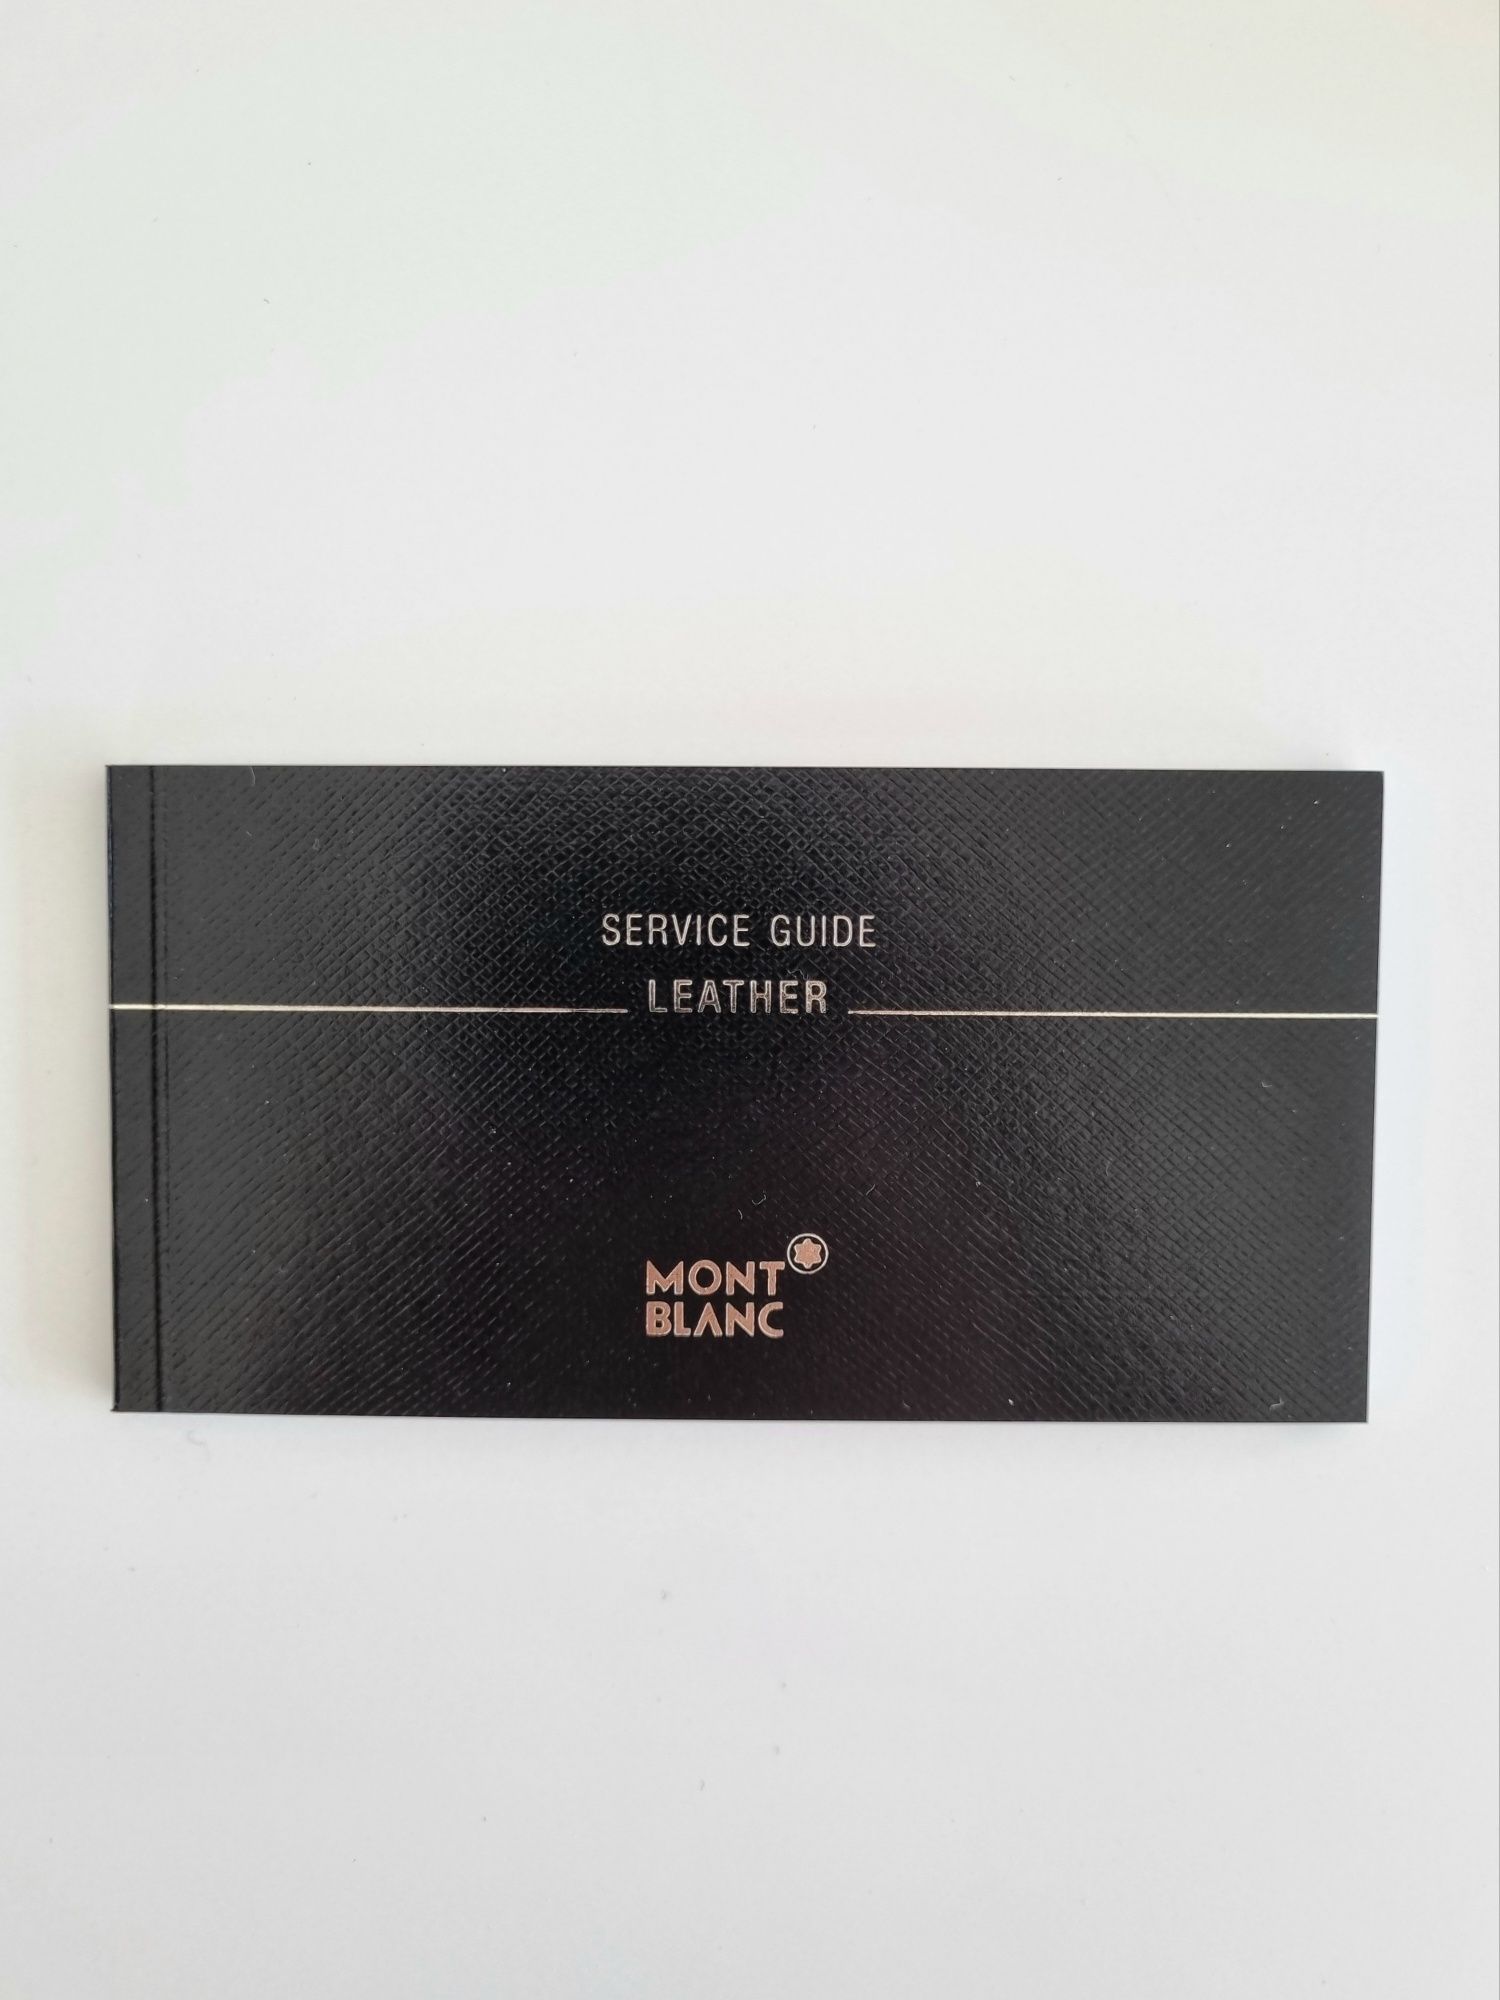 SERVICE GUIDE
LEATHER
MONT
BLANC